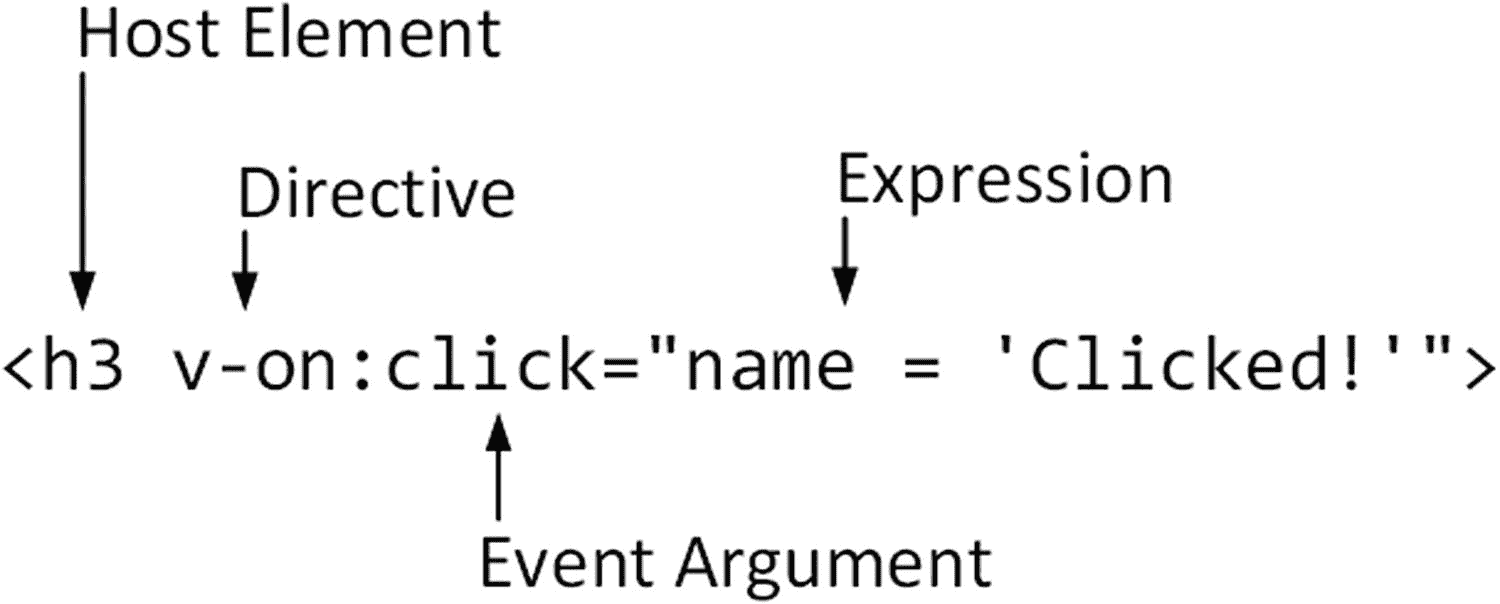 Host Element
Directive
Expression
<h3 v-on:click="name = 'Clicked!'">
Event Argument